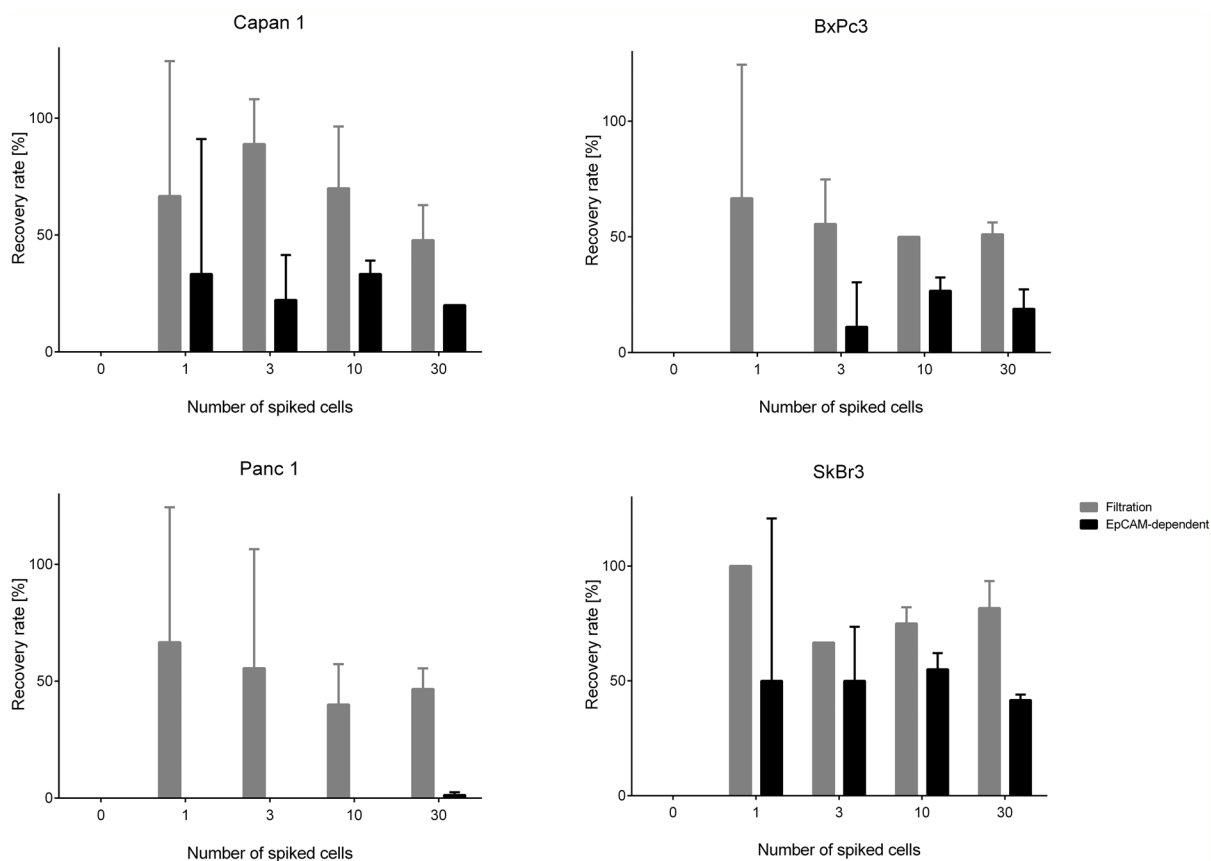 Capan 1
Recovery rate [%]
100
50
0
0 1 3 10 30
Number of spiked cells
BxPc3
Recovery rate [%]
100
50
0
0 1 3 10 30
Number of spiked cells
Panc 1
Recovery rate [%]
100
50
0
0 1 3 10 30
Number of spiked cells
SkBr3
Recovery rate [%]
100
50
0
0 1 3 10 30
Number of spiked cells
Filtration
EpCAM-dependent